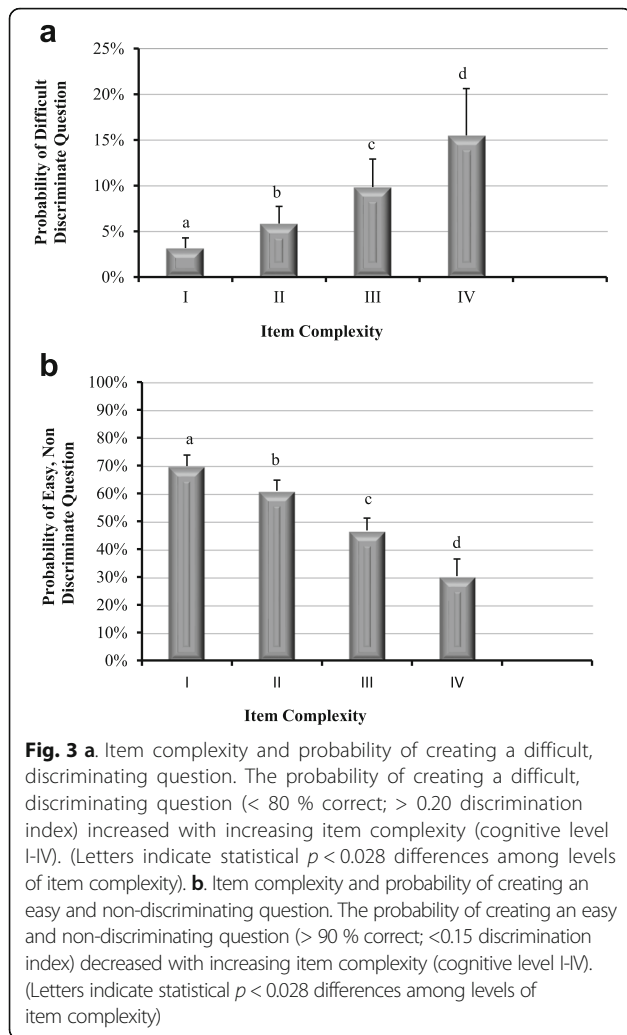 a
Probability of Difficult
Discriminate Question
25%
20%
15%
10%
5%
0%
a
b
c
d
I II III IV
Item Complexity
b
Probability of Easy, Non
Discriminate Question
100%
90%
80%
70%
60%
50%
40%
30%
20%
10%
0%
a
b
c
d
I II III IV
Item Complexity
Fig. 3 a. Item complexity and probability of creating a difficult,
discriminating question. The probability of creating a difficult,
discriminating question (< 80 % correct; > 0.20 discrimination
index) increased with increasing item complexity (cognitive level
I-IV). (Letters indicate statistical p < 0.028 differences among levels
of item complexity). b. Item complexity and probability of creating an
easy and non-discriminating question. The probability of creating an easy
and non-discriminating question (> 90 % correct; <0.15 discrimination
index) decreased with increasing item complexity (cognitive level I-IV).
(Letters indicate statistical p < 0.028 differences among levels of
item complexity)